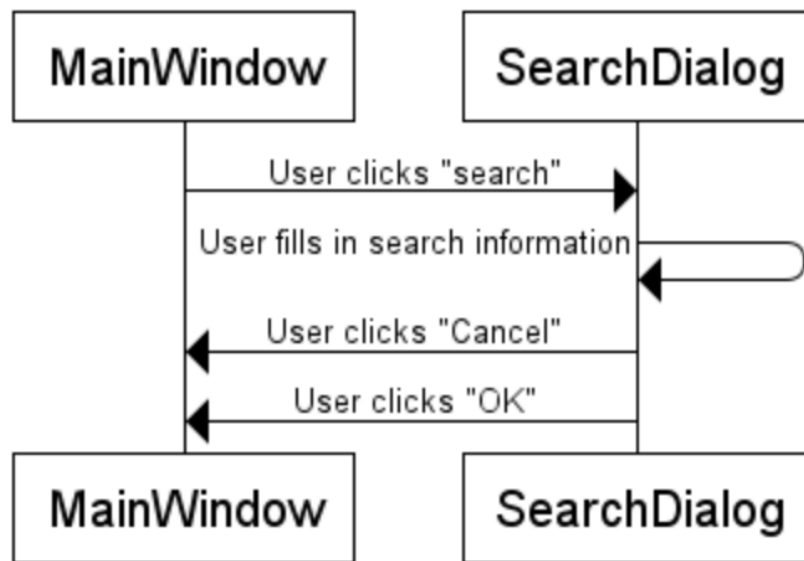 MainWindow
SearchDialog
User clicks "search"
User fills in search information
User clicks "Cancel"
User clicks "OK"
MainWindow
SearchDialog